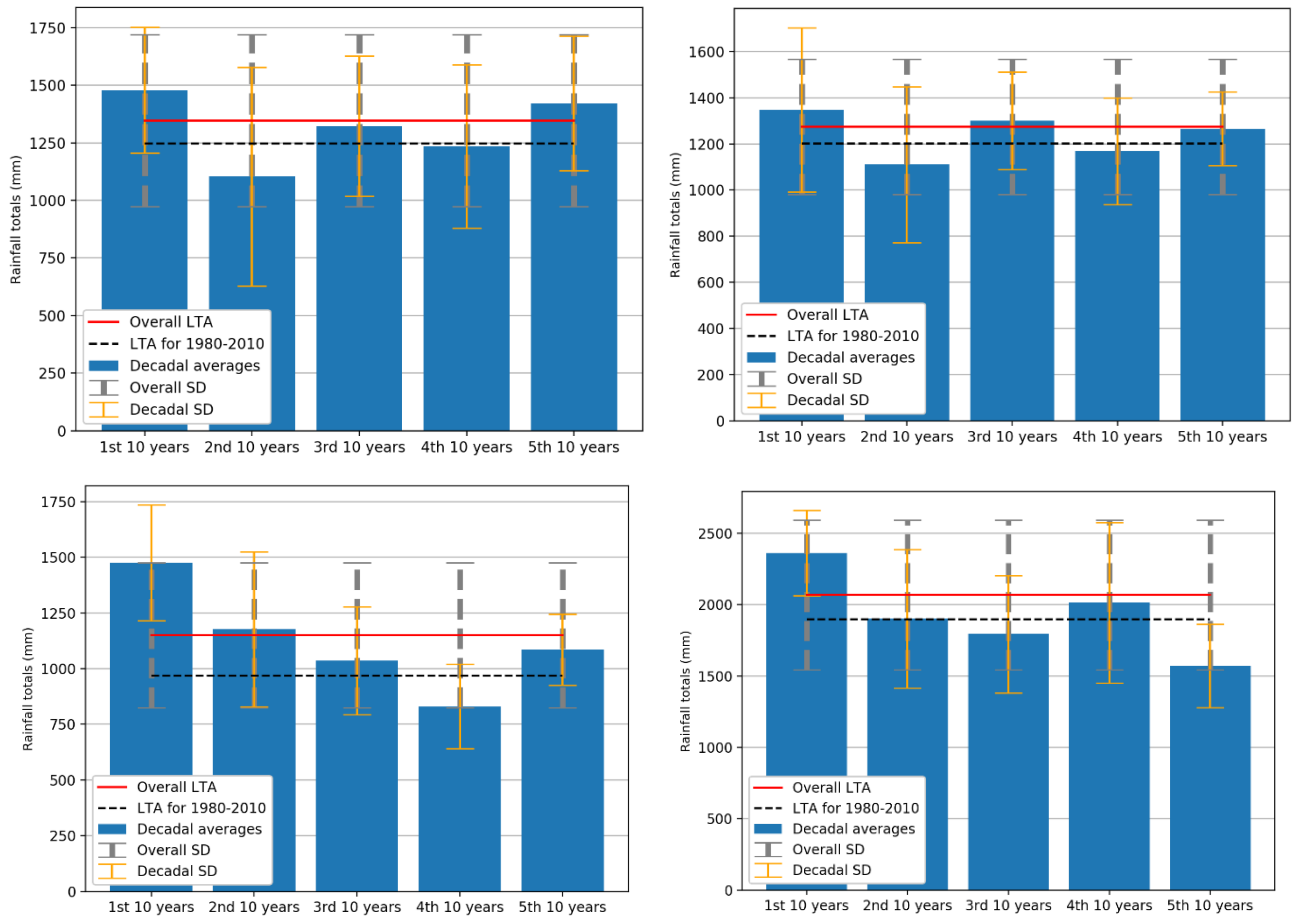 1750
1500
1250
1000
750
500
250
0
Rainfall totals (mm)
Overall LTA
LTA for 1980-2010
Decadal averages
Overall SD
Decadal SD
1st 10 years 2nd 10 years 3rd 10 years 4th 10 years 5th 10 years
1600
1400
1200
1000
800
600
400
200
0
Rainfall totals (mm)
Overall LTA
LTA for 1980-2010
Decadal averages
Overall SD
Decadal SD
1st 10 years 2nd 10 years 3rd 10 years 4th 10 years 5th 10 years
1750
1500
1250
1000
750
500
250
0
Rainfall totals (mm)
Overall LTA
LTA for 1980-2010
Decadal averages
Overall SD
Decadal SD
1st 10 years 2nd 10 years 3rd 10 years 4th 10 years 5th 10 years
2500
2000
1500
1000
500
0
Rainfall totals (mm)
Overall LTA
LTA for 1980-2010
Decadal averages
Overall SD
Decadal SD
1st 10 years 2nd 10 years 3rd 10 years 4th 10 years 5th 10 years